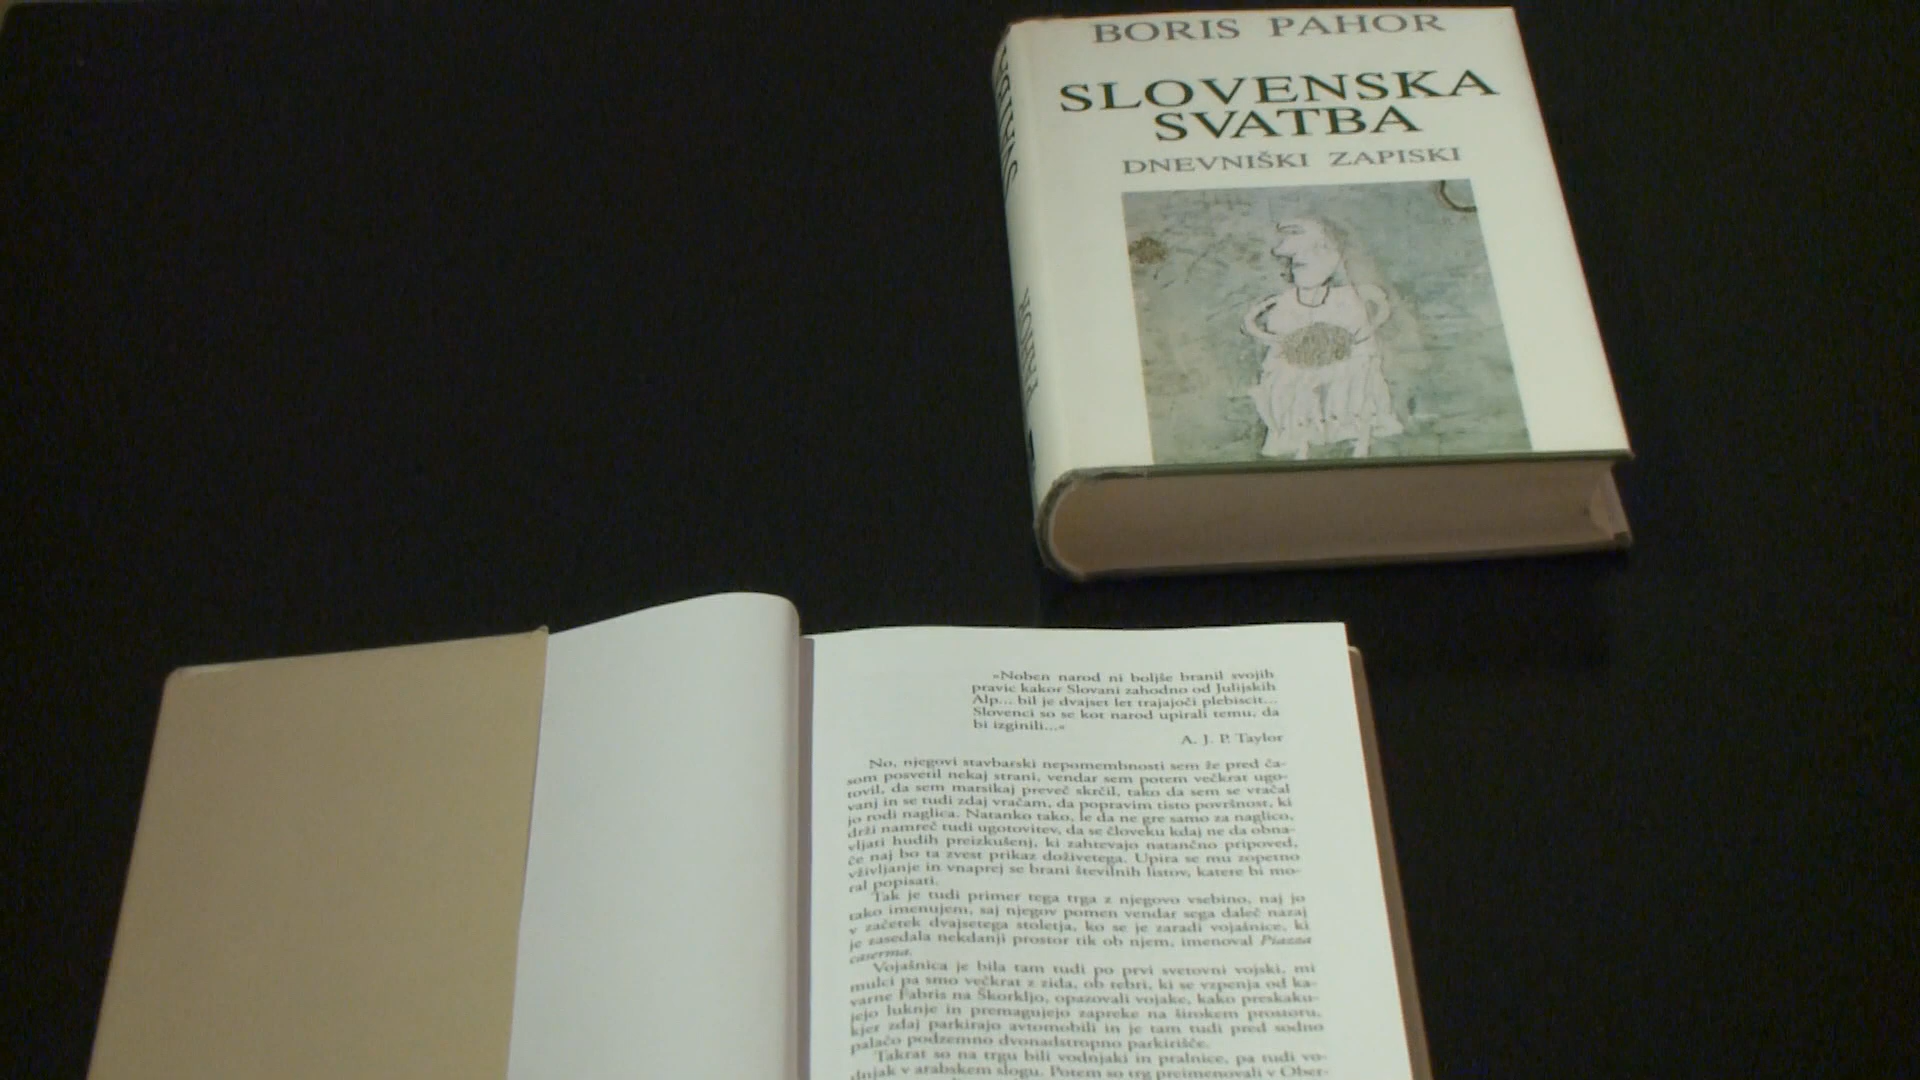 BORIS PAHOR
SLOVENSKA
SVATBA
DNEVNIŠKI ZAPISKI
SVATBA
PAHOR
»Noben narod ni boljše branil svojih
pravic kakor Slovani zahodno od Julijskih
Alp... bil je dvajset let trajajoči plebiscit...
Slovenci so se kot narod upirali temu, da
bi izginili...«
A. J. P. Taylor
No, njegovi stavbarski nepomembnosti sem že pred ča-
som posvetil nekaj strani, vendar sem potem večkrat ugo-
tovil, da sem marsikaj preveč skrčil, tako da sem se vračal
vanj in se tudi zdaj vračam, da popravim tisto površnost, ki
jo rodi naglica. Natanko tako, le da ne gre samo za naglico,
drži namreč tudi ugotovitev, da se človeku kdaj ne da obna-
vljati hudih preizkušenj, ki zahtevajo natančno pripoved,
če naj bo ta zvest prikaz doživetega. Upira se mu zopetno
vživljanje in vnaprej se brani številnih listov, katere bi mo-
ral popisati.
Tak je tudi primer tega trga z njegovo vsebino, naj jo
tako imenujem, saj njegov pomen vendar sega daleč nazaj
v začetek dvajsetega stoletja, ko se je zaradi vojašnice, ki
je zasedala nekdanji prostor tik ob njem, imenoval Piazza
caserma.
Vojašnica je bila tam tudi po prvi svetovni vojski, mi
mulci pa smo večkrat z zida, ob rebri, ki se vzpenja od ka-
varne Fabris na Škorkljo, opazovali vojake, kako preskaku-
jejo luknje in premagujejo zapreke na širokem prostoru,
kjer zdaj parkirajo avtomobili in je tam tudi pred sodno
palačo podzemno dvonadstropno parkirišče.
Takrat so na trgu bili vodnjaki in pralnice, pa tudi vo-
dnjak v arabskem slogu. Potem so trg preimenovali v Ober-